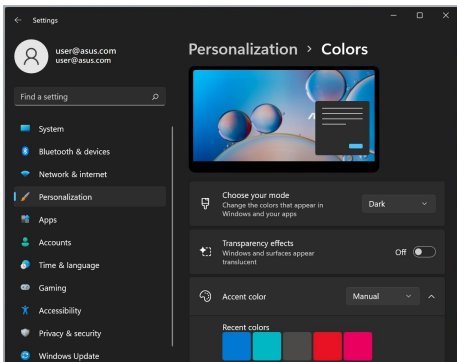 Settings
user@asus.com
user@asus.com
Find a setting
System
Bluetooth & devices
Network & internet
Personalization
Apps
Accounts
Time & language
Gaming
Accessibility
Privacy & security
Windows Update
Personalization > Colors
Choose your mode
Change the colors that appear in
Windows and your apps
Dark
Transparency effects
Windows and surfaces appear
translucent
Off
Accent color
Manual
Recent colors